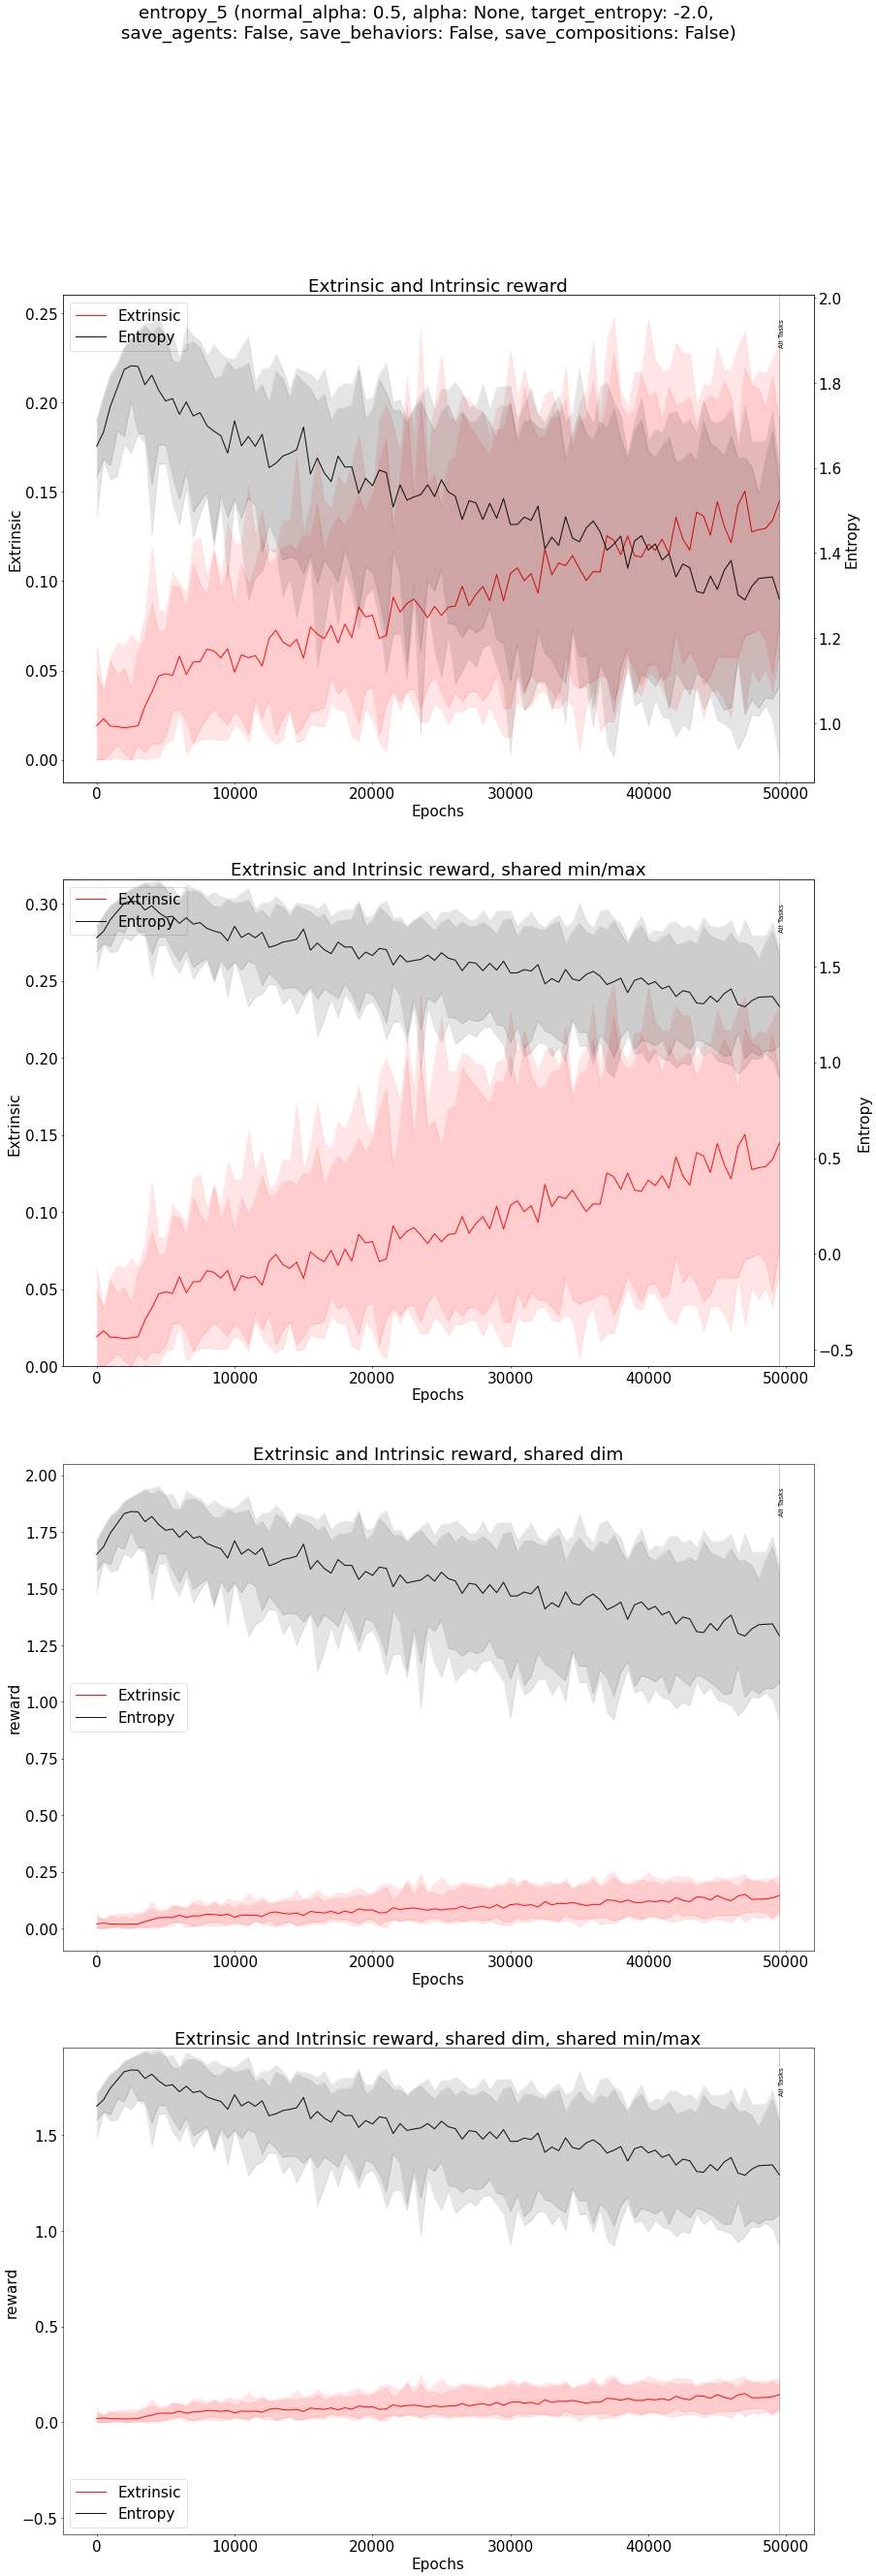 entropy_5 (normal_alpha: 0.5, alpha: None, target_entropy: -2.0,
save_agents: False, save_behaviors: False, save_compositions: False)
Extrinsic and Intrinsic reward
Extrinsic
Entropy
All Tasks
0.25
0.20
0.15
0.10
0.05
0.00
Extrinsic
2.0
1.8
1.6
1.4
1.2
1.0
Entropy
0
10000
20000
30000
40000
50000
Epochs
Extrinsic and Intrinsic reward, shared min/max
Extrinsic
Entropy
All Tasks
0.30
0.25
0.20
0.15
0.10
0.05
0.00
Extrinsic
1.5
1.0
0.5
0.0
−0.5
Entropy
0
10000
20000
30000
40000
50000
Epochs
Extrinsic and Intrinsic reward, shared dim
All Tasks
2.00
1.75
1.50
1.25
1.00
0.75
0.50
0.25
0.00
reward
Extrinsic
Entropy
0
10000
20000
30000
40000
50000
Epochs
Extrinsic and Intrinsic reward, shared dim, shared min/max
All Tasks
1.5
1.0
0.5
0.0
−0.5
reward
Extrinsic
Entropy
0
10000
20000
30000
40000
50000
Epochs